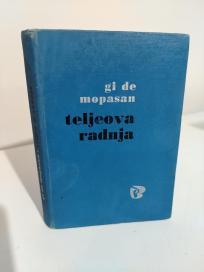 gi de
mopasan
teljeova
radnja